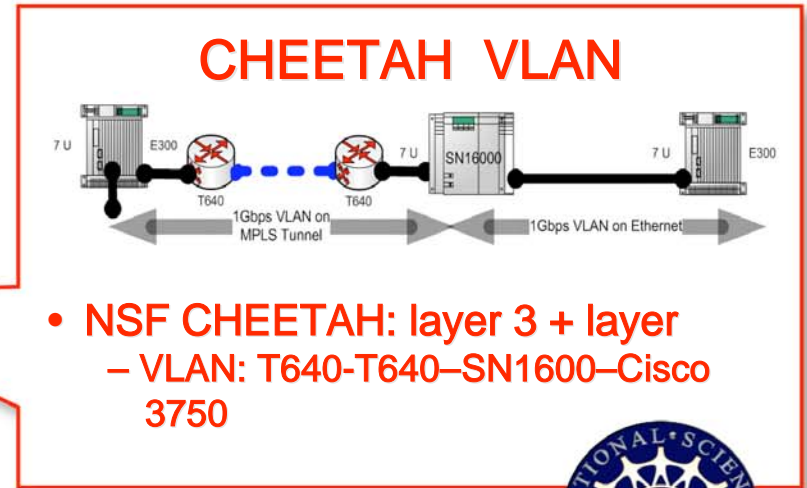 CHEETAH VLAN
7 U
E300
T640
T640
7 U
SN16000
7 U
E300
1Gbps VLAN on
MPLS Tunnel
1Gbps VLAN on Ethernet
• NSF CHEETAH: layer 3 + layer
– VLAN: T640-T640–SN1600–Cisco
3750